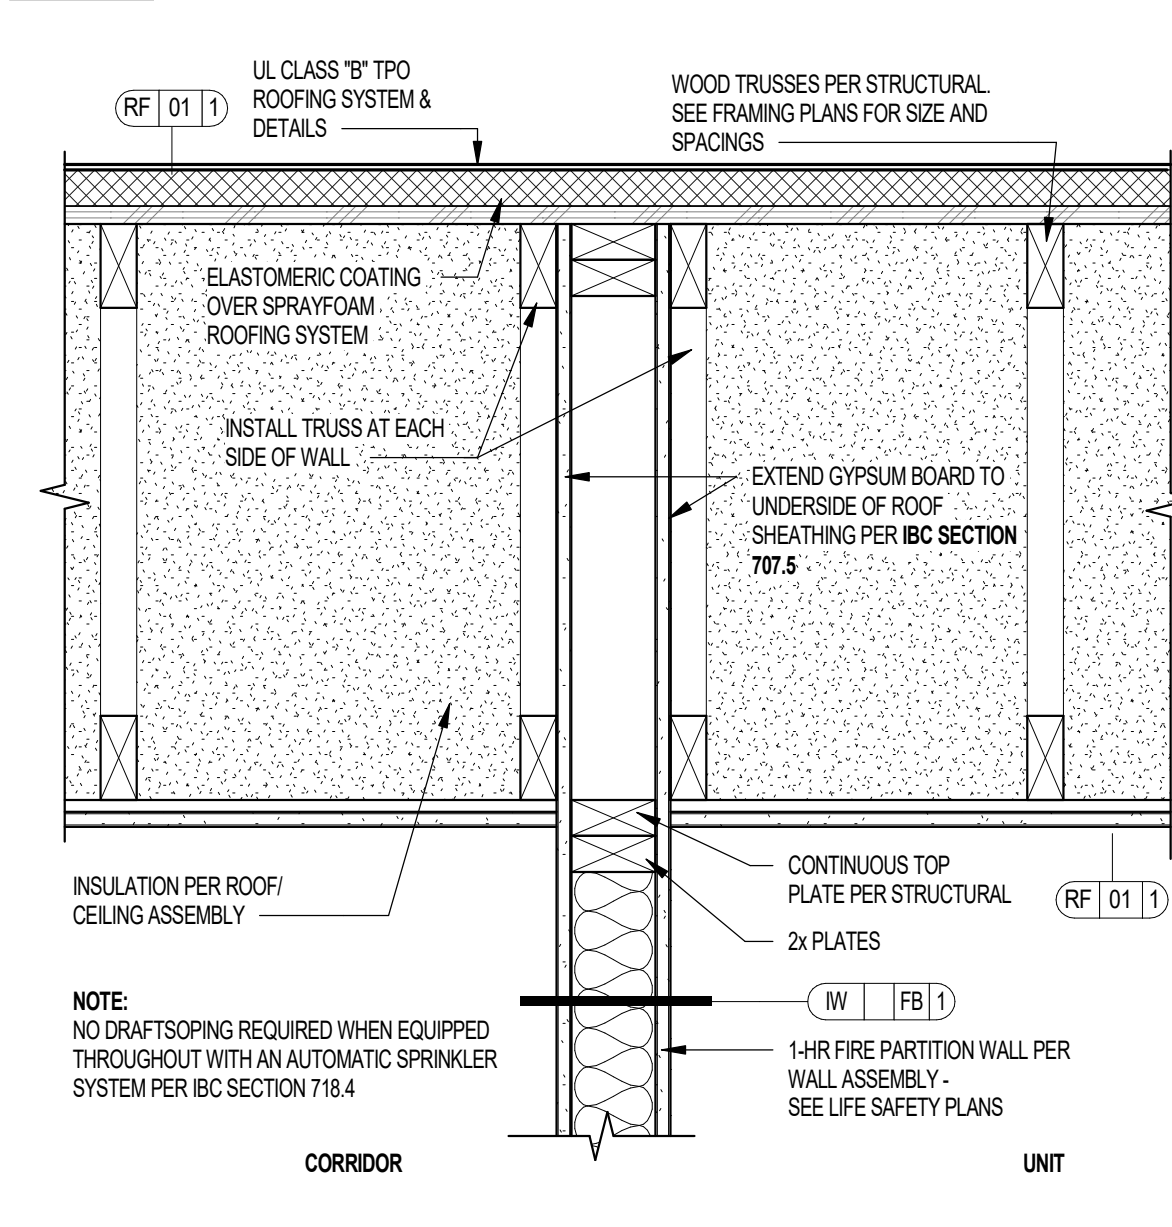 UL CLASS "B" TPO
ROOFING SYSTEM &
DETAILS
RF 01 1
WOOD TRUSSES PER STRUCTURAL.
SEE FRAMING PLANS FOR SIZE AND
SPACINGS
ELASTOMERIC COATING
OVER SPRAYFOAM
ROOFING SYSTEM
INSTALL TRUSS AT EACH
SIDE OF WALL
EXTEND GYPSUM BOARD TO
UNDERSIDE OF ROOF
SHEATHING PER IBC SECTION
707.5
INSULATION PER ROOF/
CEILING ASSEMBLY
CONTINUOUS TOP
PLATE PER STRUCTURAL
RF 01 1
2x PLATES
NOTE:
NO DRAFTSOPING REQUIRED WHEN EQUIPPED
THROUGHOUT WITH AN AUTOMATIC SPRINKLER
SYSTEM PER IBC SECTION 718.4
IW FB 1
1-HR FIRE PARTITION WALL PER
WALL ASSEMBLY -
SEE LIFE SAFETY PLANS
CORRIDOR
UNIT